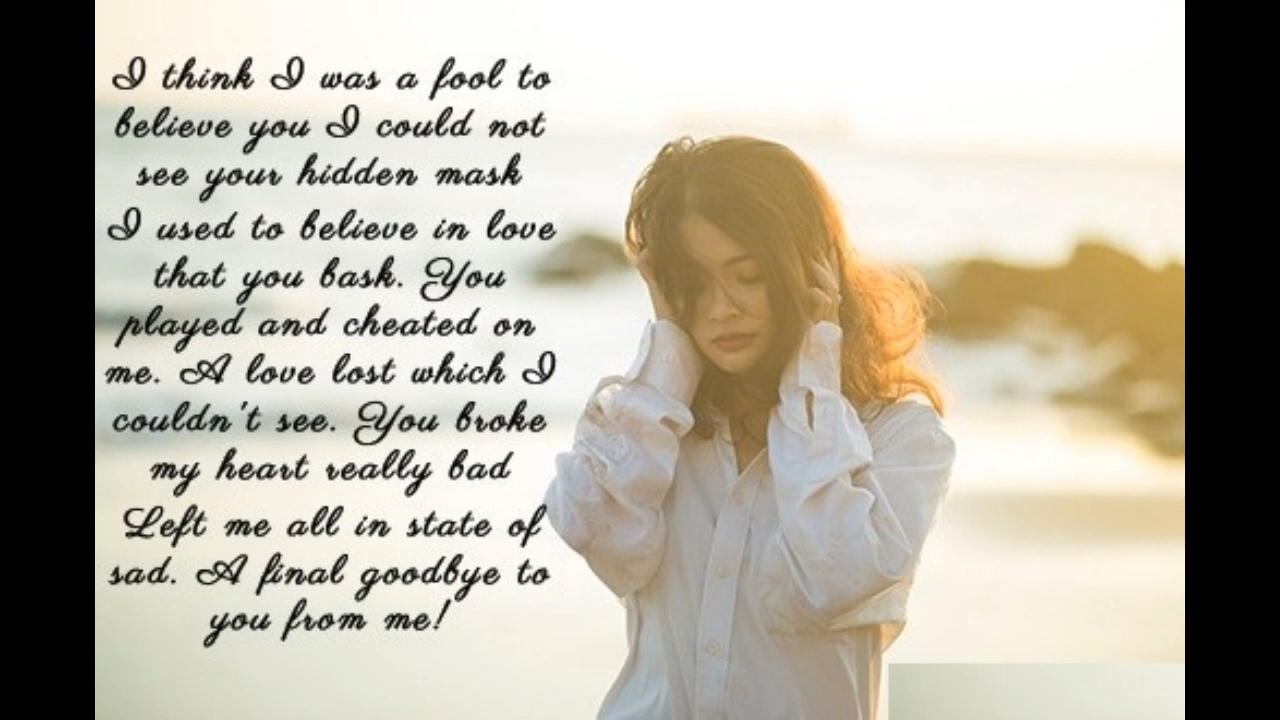 I think I was a fool to
believe you I could not
see your hidden mask
I used to believe in love
that you bask. You
played and cheated on
me. A love lost which I
couldn't see. You broke
my heart really bad
Left me all in state of
sad. A final goodbye to
you from me!